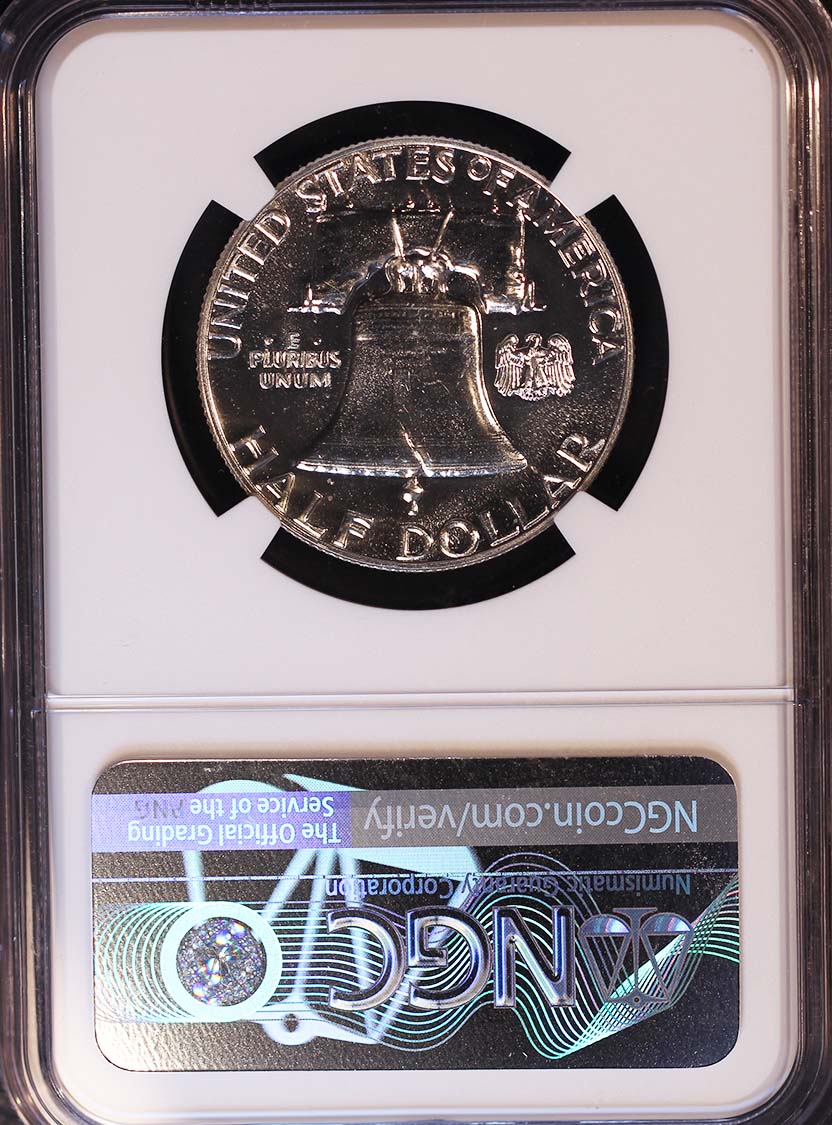 UNITED STATES OF AMERICA
E
PLURIBUS
UNUM
HALF DOLLAR
NGC
Numismatic Guaranty Corporation
NGCcoin.com/verify
The Official Grading
Service of the ANG